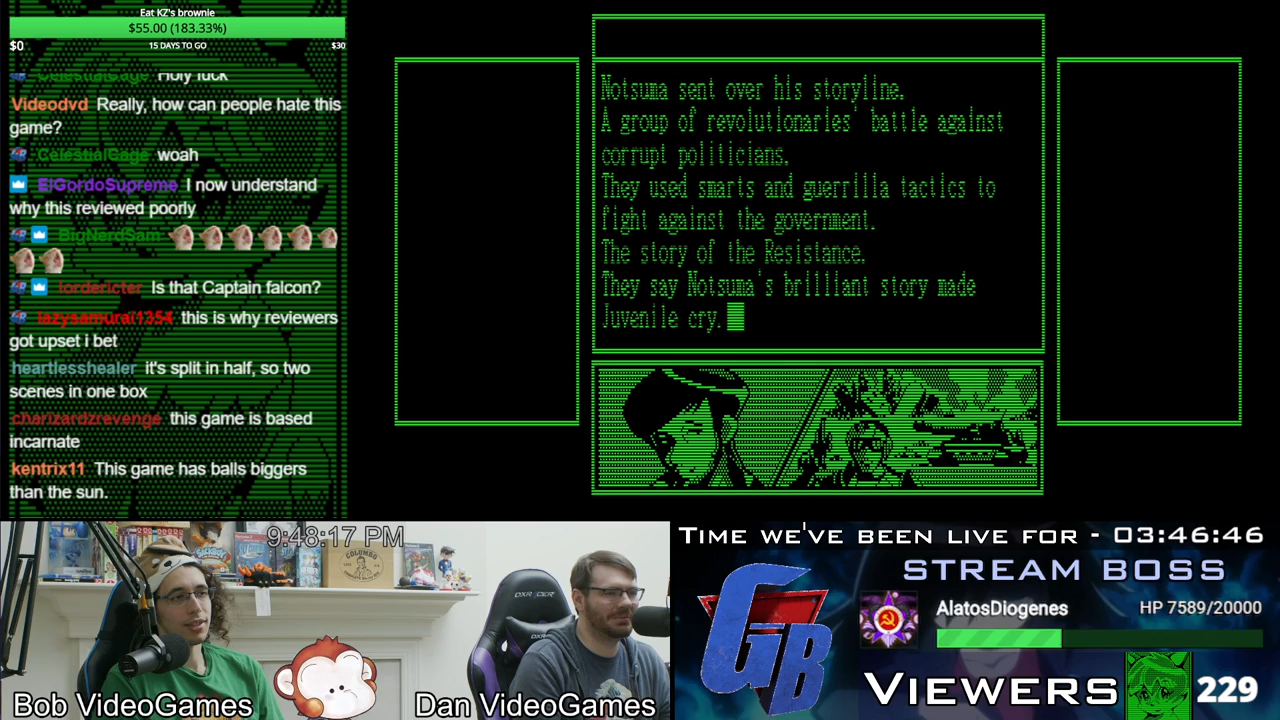 Eat KZ's brownie
$55.00 (183.33%)
$0
15 DAYS TO GO
$30
CelestialCage Holy fuck
Videodvd Really, how can people hate this
game?
CelestialCage woah
ElGordoSupreme I now understand
why this reviewed poorly
BigNerdSam
lordericter Is that Captain falcon?
lazysamurai1354 this is why reviewers
got upset i bet
heartlesshealer it's split in half, so two
scenes in one box
charizardzrevenge this game is based
incarnate
kentrix11 This game has balls biggers
than the sun.
Notsuma sent over his storyline.
A group of revolutionaries battle against
corrupt politicians.
They used smarts and guerrilla tactics to
fight against the government.
The story of the Resistance.
They say Notsuma's brilliant story made
Juvenile cry.
9:48:17 PM
COLUMBO
DXRACER
Bob VideoGames
Dan VideoGames
Time we've been live for - 03:46:46
GB
STREAM BOSS
AlatosDiogenes
HP 7589/20000
Viewers
229